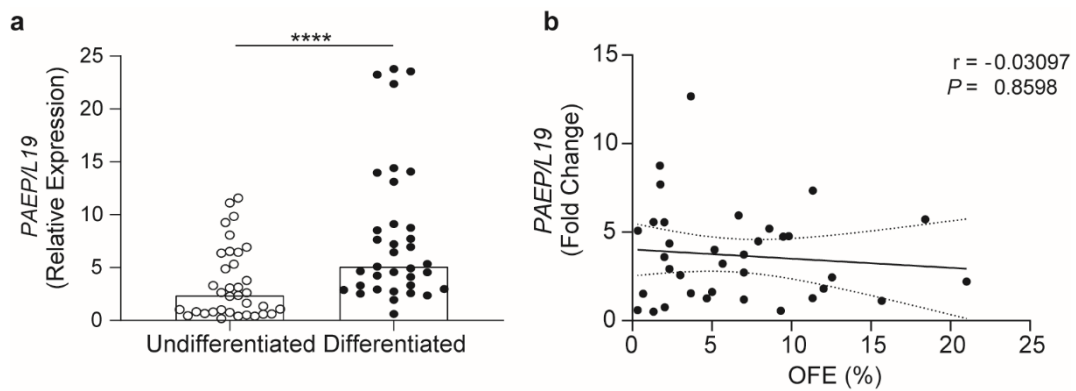 a
****
PAEP/L19
(Relative Expression)
25
20
15
10
5
0
Undifferentiated Differentiated
b
r = -0.03097
P = 0.8598
PAEP/L19
(Fold Change)
15
10
5
0
0 5 10 15 20 25
OFE (%)